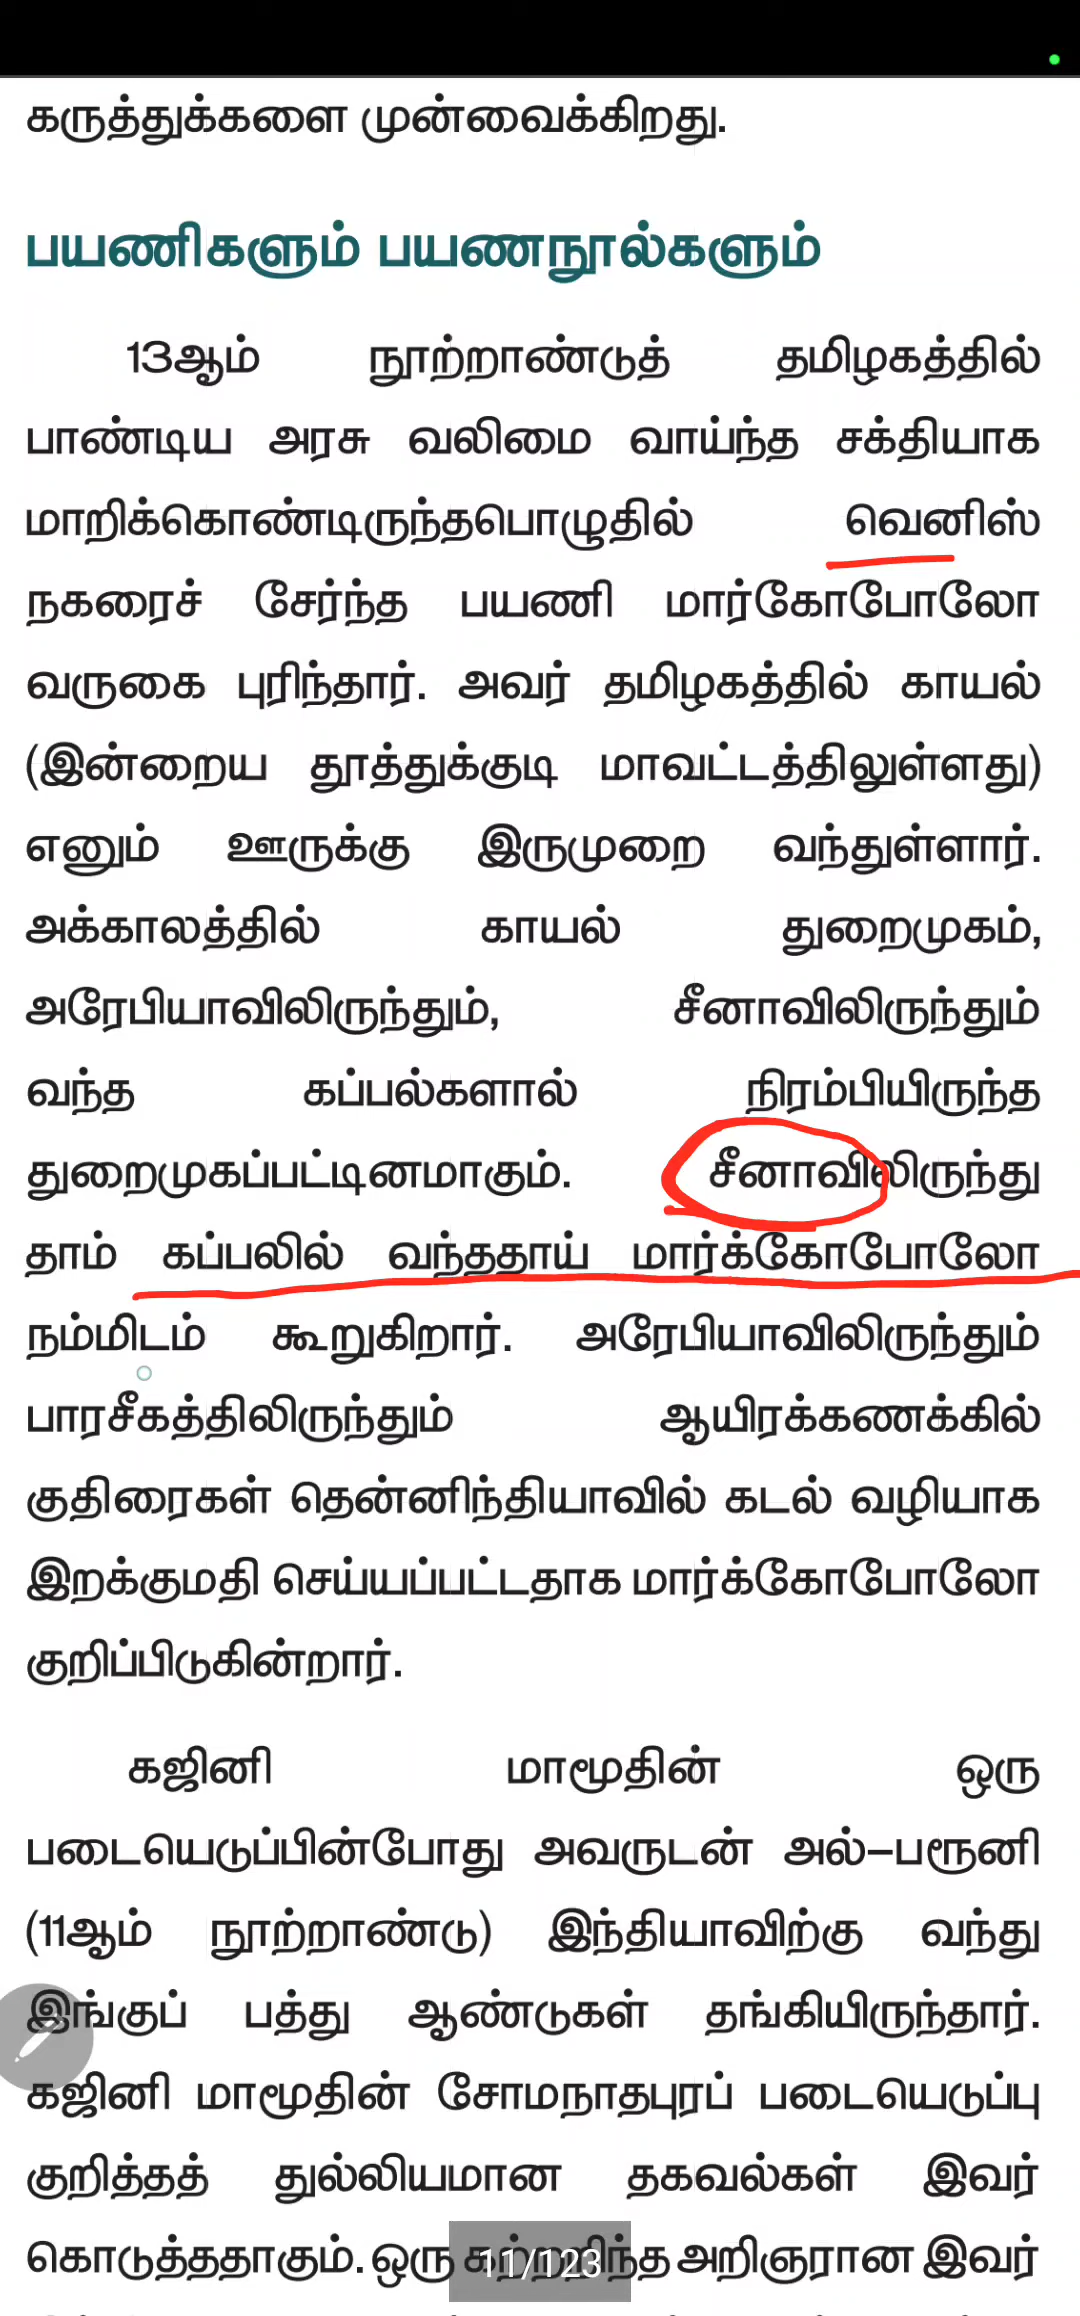 கருத்துக்களை முன்வைக்கிறது.
பயணிகளும் பயணநூல்களும்
13ஆம் நூற்றாண்டுத் தமிழகத்தில்
பாண்டிய அரசு வலிமை வாய்ந்த சக்தியாக
மாறிக்கொண்டிருந்தபொழுதில் வெனிஸ்
நகரைச் சேர்ந்த பயணி மார்கோபோலோ
வருகை புரிந்தார். அவர் தமிழகத்தில் காயல்
(இன்றைய தூத்துக்குடி மாவட்டத்திலுள்ளது)
எனும் ஊருக்கு இருமுறை வந்துள்ளார்.
அக்காலத்தில் காயல் துறைமுகம்,
அரேபியாவிலிருந்தும், சீனாவிலிருந்தும்
வந்த கப்பல்களால் நிரம்பியிருந்த
துறைமுகப்பட்டினமாகும். சீனாவிலிருந்து
தாம் கப்பலில் வந்ததாய் மார்க்கோபோலோ
நம்மிடம் கூறுகிறார். அரேபியாவிலிருந்தும்
பாரசீகத்திலிருந்தும் ஆயிரக்கணக்கில்
குதிரைகள் தென்னிந்தியாவில் கடல் வழியாக
இறக்குமதி செய்யப்பட்டதாக மார்க்கோபோலோ
குறிப்பிடுகின்றார்.
கஜினி மாமூதின் ஒரு
படையெடுப்பின்போது அவருடன் அல்–பரூனி
(11ஆம் நூற்றாண்டு) இந்தியாவிற்கு வந்து
இங்குப் பத்து ஆண்டுகள் தங்கியிருந்தார்.
கஜினி மாமூதின் சோமநாதபுரப் படையெடுப்பு
குறித்தத் துல்லியமான தகவல்கள் இவர்
கொடுத்ததாகும். ஒரு கற்றறிந்த அறிஞரான இவர்
11/123